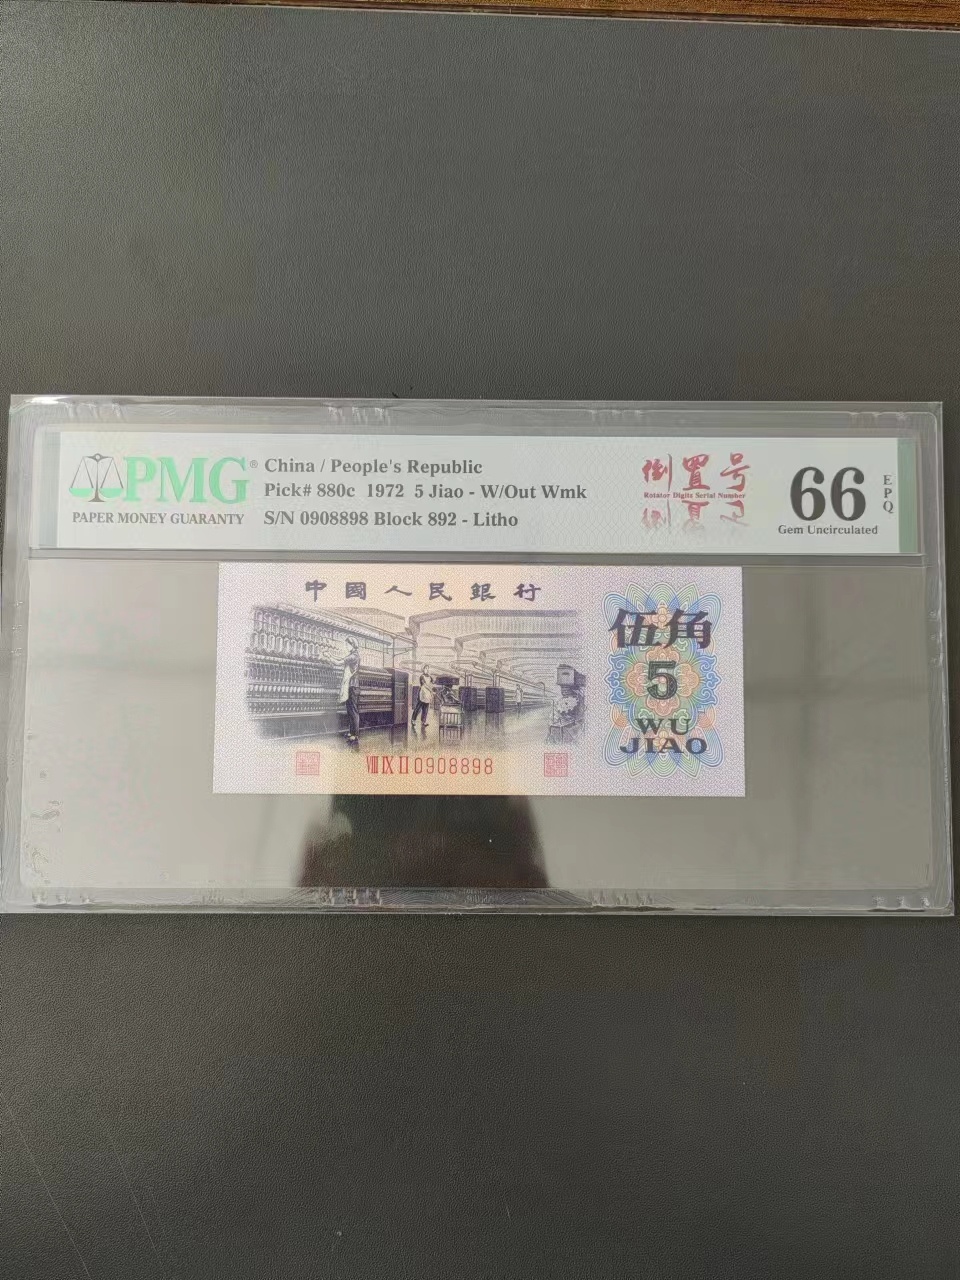 PMG®
PAPER MONEY GUARANTY
China / People's Republic
Pick# 880c 1972 5 Jiao - W/Out Wmk
S/N 0908898 Block 892 - Litho
倒置号
Rotator Digits Serial Number
66
EPQ
Gem Uncirculated
中國人民銀行
伍角
5
WU
JIAO
VIII IX II 0908898